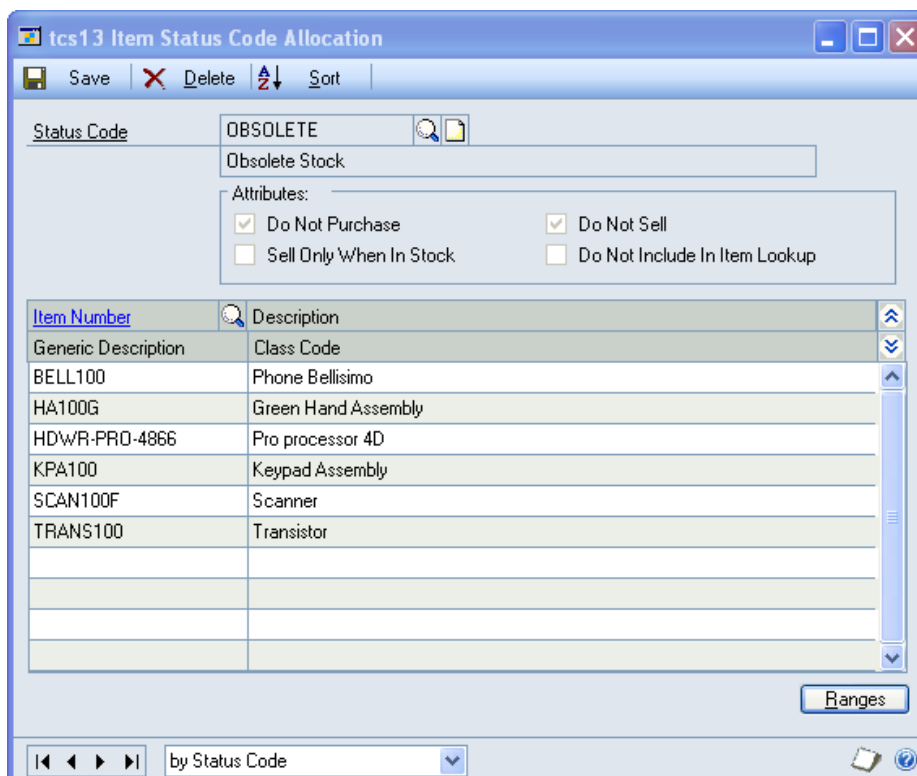 tcs13 Item Status Code Allocation
Save Delete Sort
Status Code OBSOLETE
Obsolete Stock
Attributes:
Do Not Purchase Do Not Sell
Sell Only When In Stock Do Not Include In Item Lookup
Item Number Description
Generic Description Class Code
BELL100 Phone Bellisimo
HA100G Green Hand Assembly
HDWR-PRO-4866 Pro processor 4D
KPA100 Keypad Assembly
SCAN100F Scanner
TRANS100 Transistor
Ranges
by Status Code